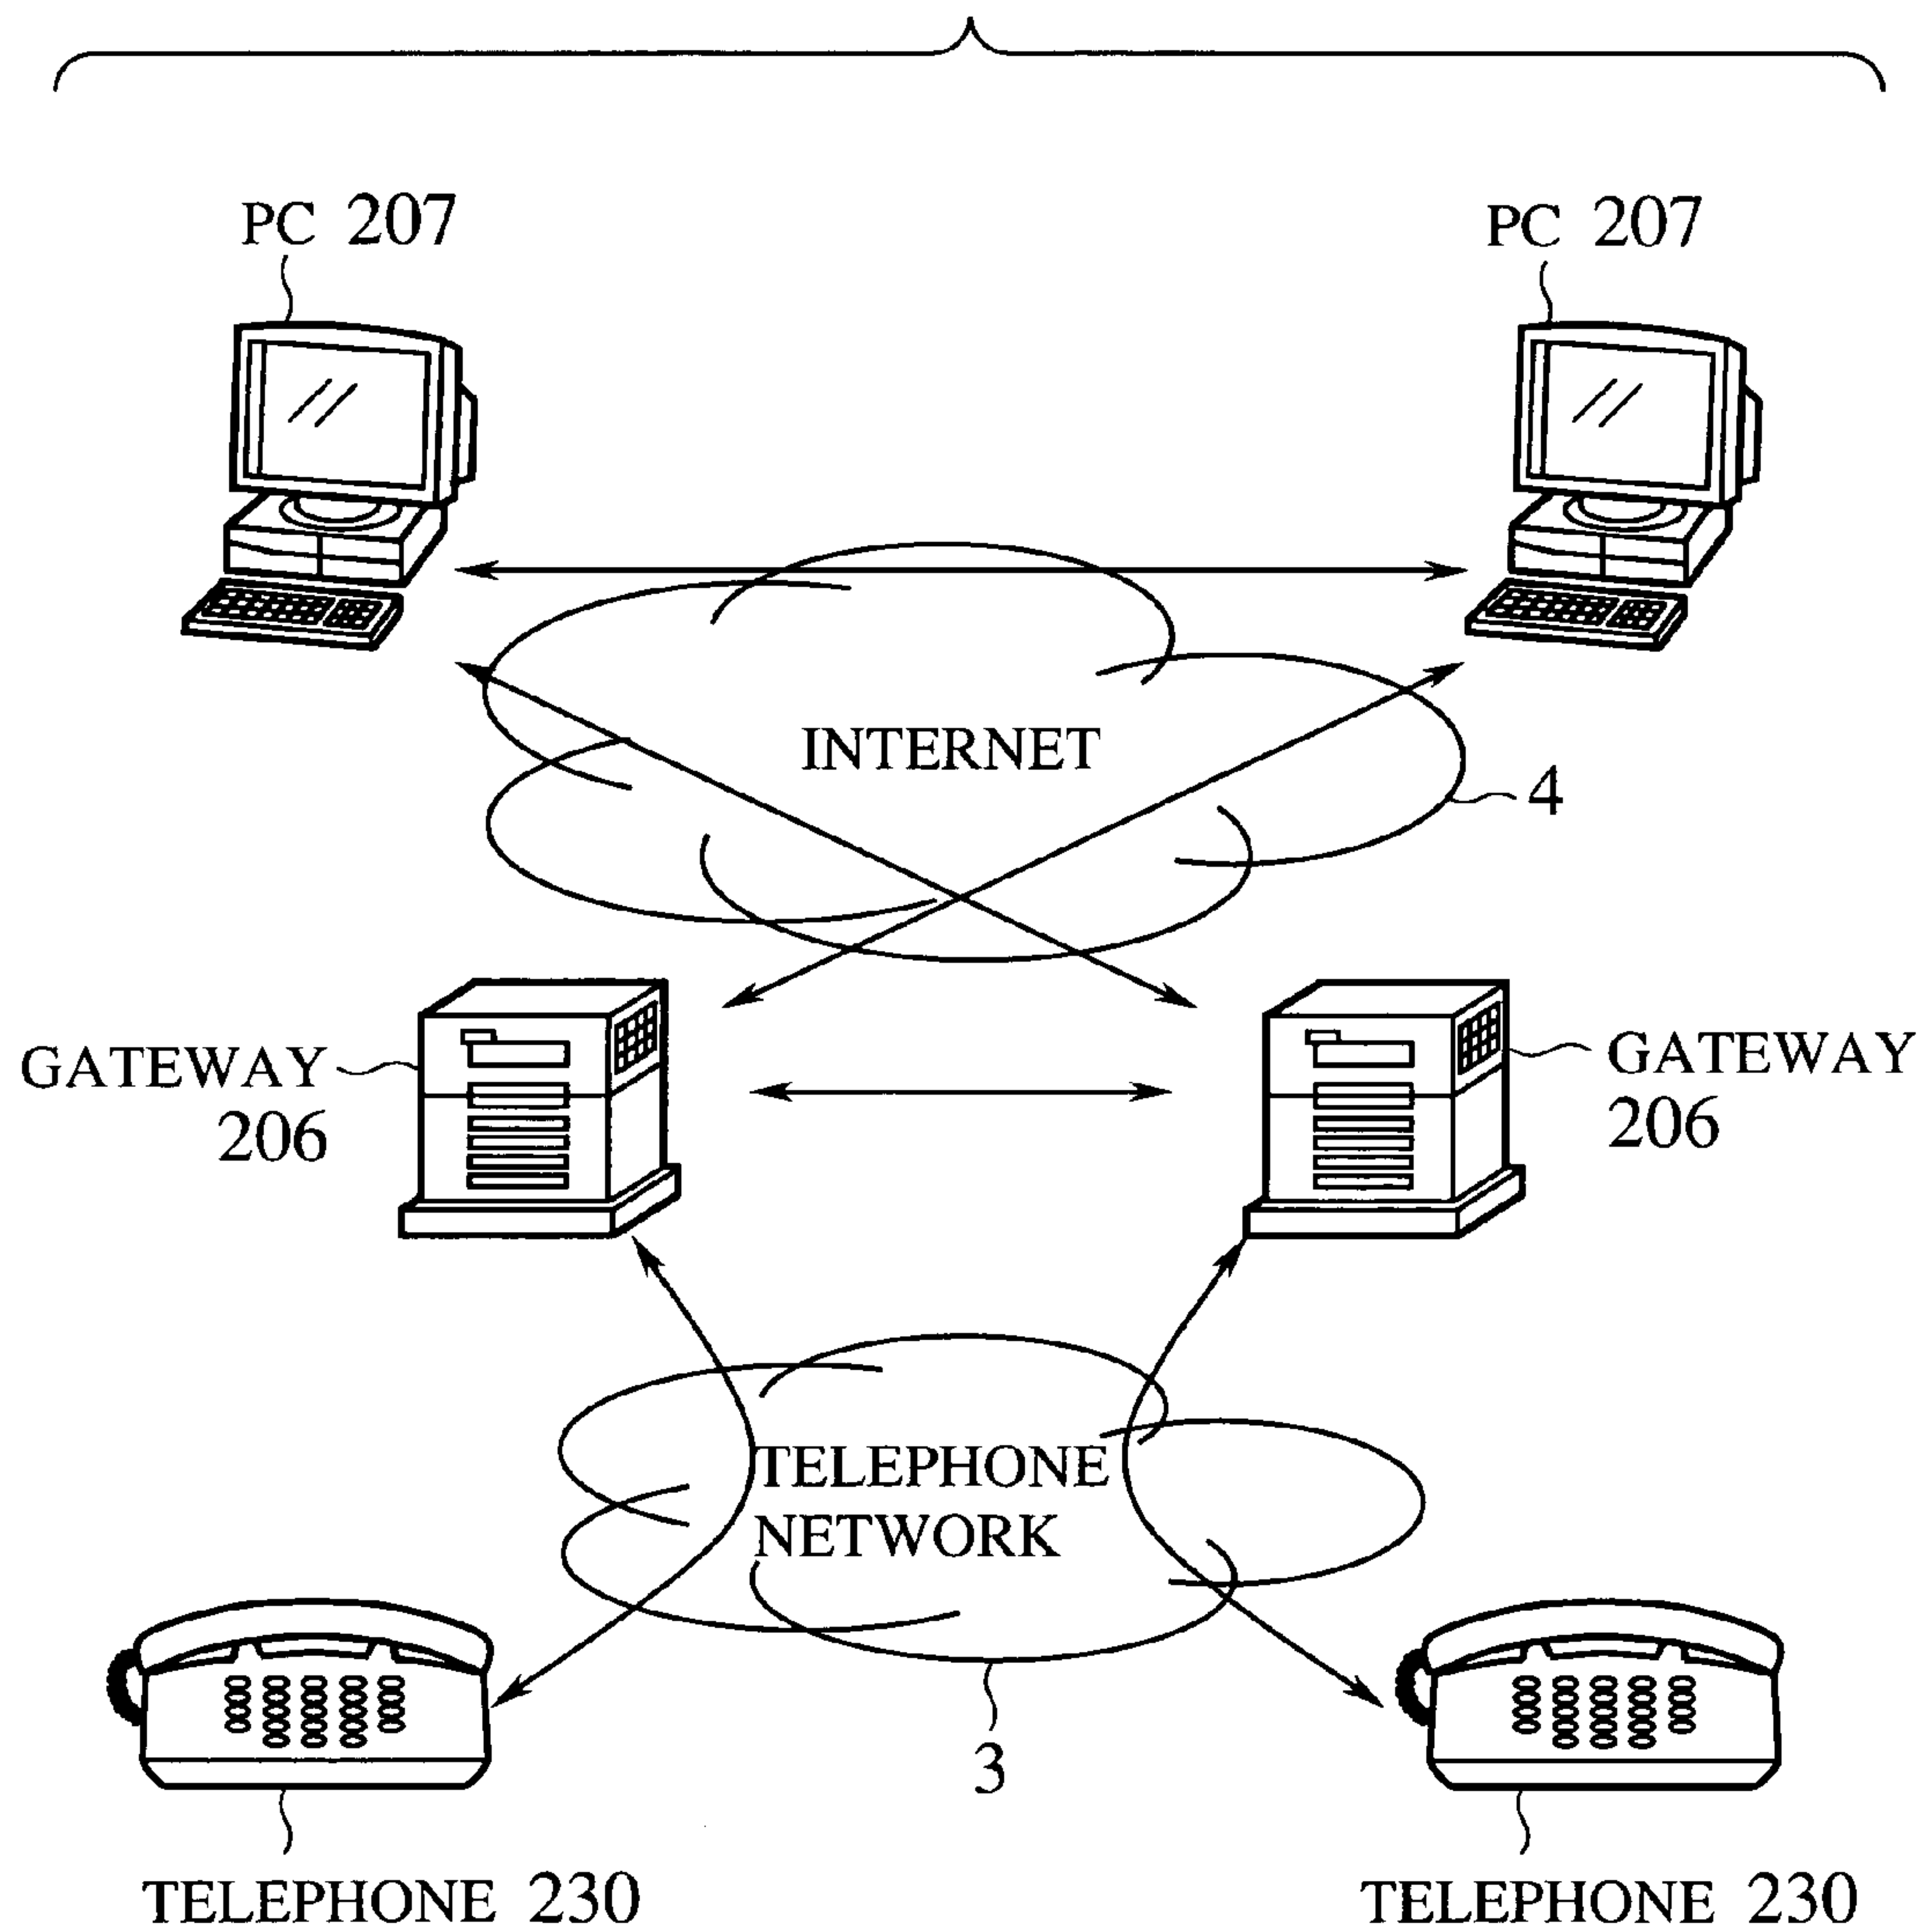 PC 207
PC 207
INTERNET
4
GATEWAY
206
GATEWAY
206
TELEPHONE
NETWORK
3
TELEPHONE 230
TELEPHONE 230